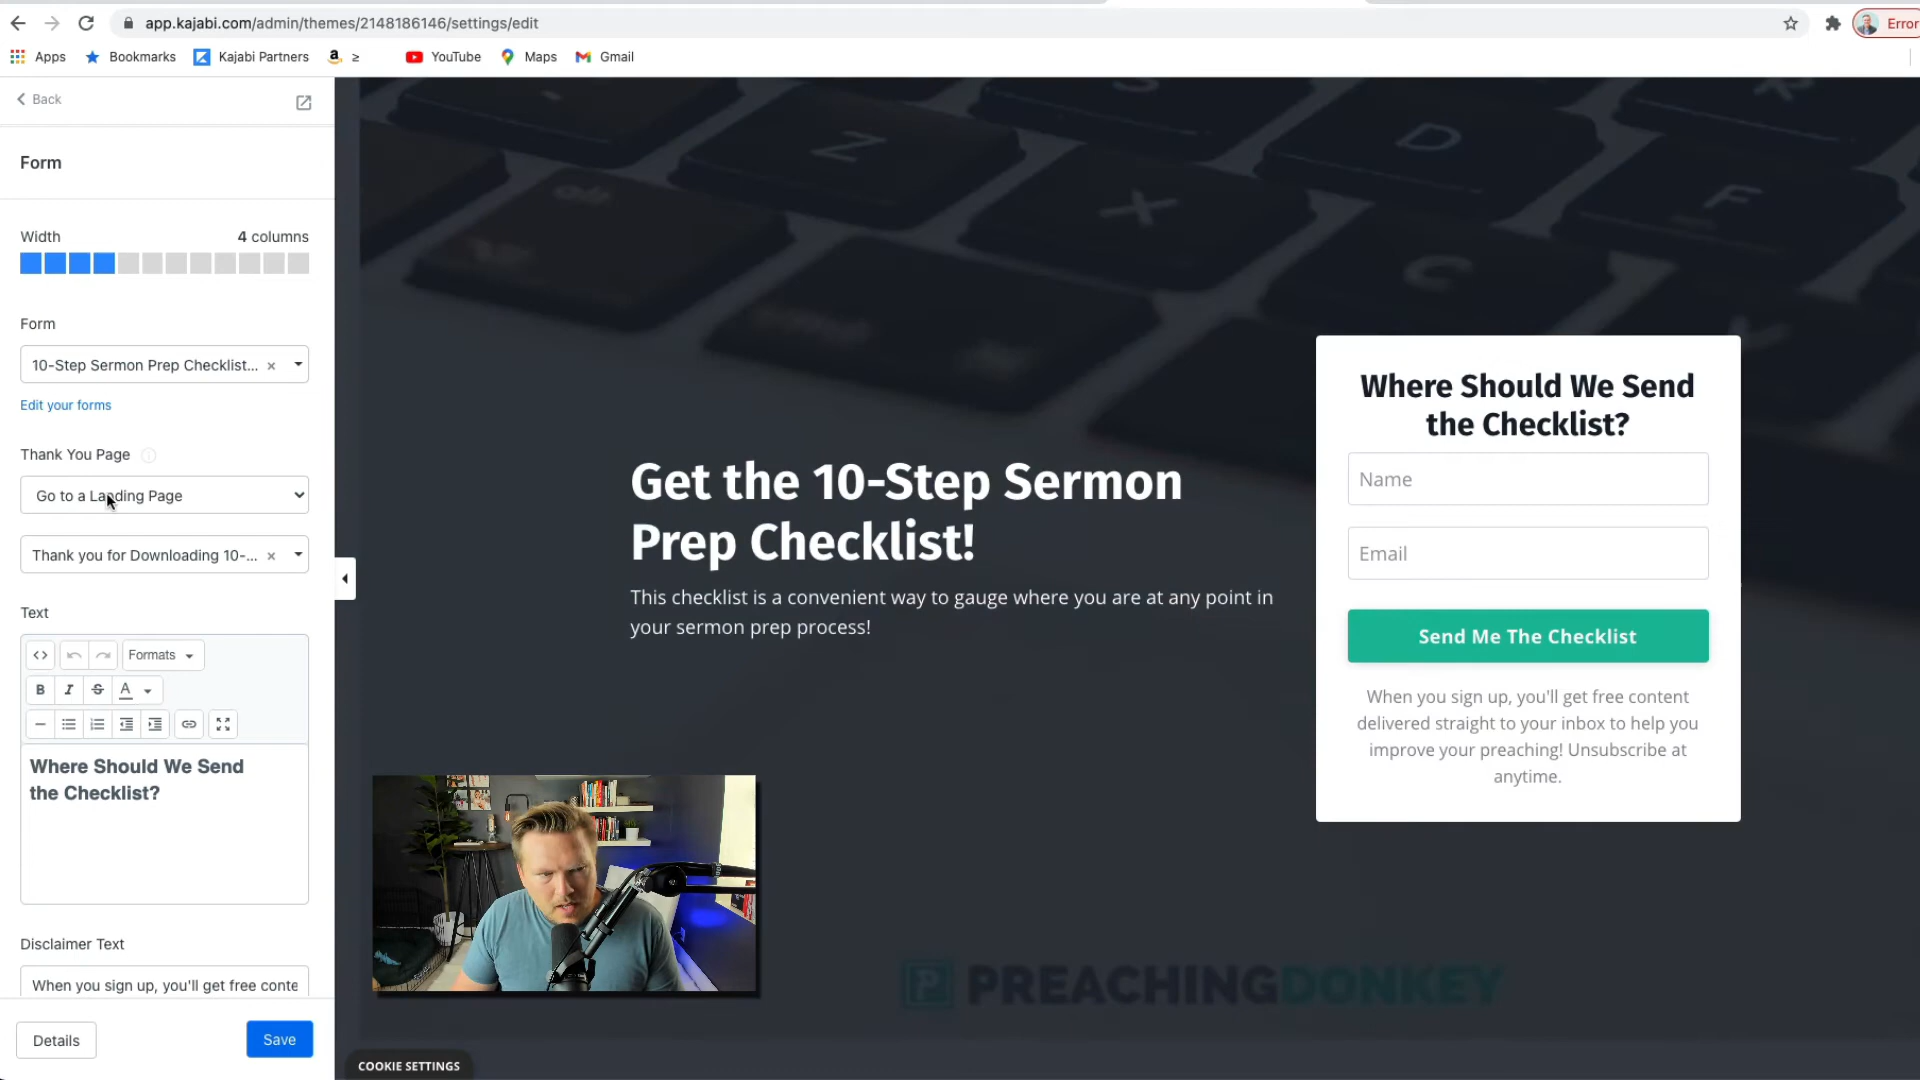 app.kajabi.com/admin/themes/2148186146/settings/edit
Error
Apps
Bookmarks
Kajabi Partners
≥
YouTube
Maps
Gmail
Back
Form
Width
4 columns
Form
10-Step Sermon Prep Checklist... ×
Edit your forms
Thank You Page
Go to a Landing Page
Thank you for Downloading 10-... ×
Text
Formats
B I S A
Where Should We Send
the Checklist?
Disclaimer Text
When you sign up, you'll get free conte
Details
Save
Get the 10-Step Sermon
Prep Checklist!
This checklist is a convenient way to gauge where you are at any point in
your sermon prep process!
Where Should We Send
the Checklist?
Name
Email
Send Me The Checklist
When you sign up, you'll get free content
delivered straight to your inbox to help you
improve your preaching! Unsubscribe at
anytime.
PREACHINGDONKEY
COOKIE SETTINGS
Z
X
C
D
F
S
R